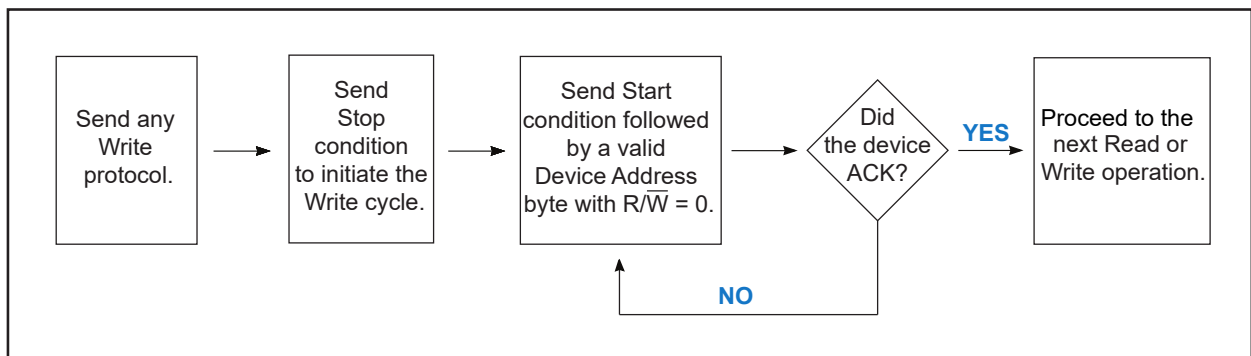 Send any
Write
protocol.
Send
Stop
condition
to initiate the
Write cycle.
Send Start
condition followed
by a valid
Device Address
byte with R/W̅ = 0.
Did
the device
ACK?
YES
Proceed to the
next Read or
Write operation.
NO